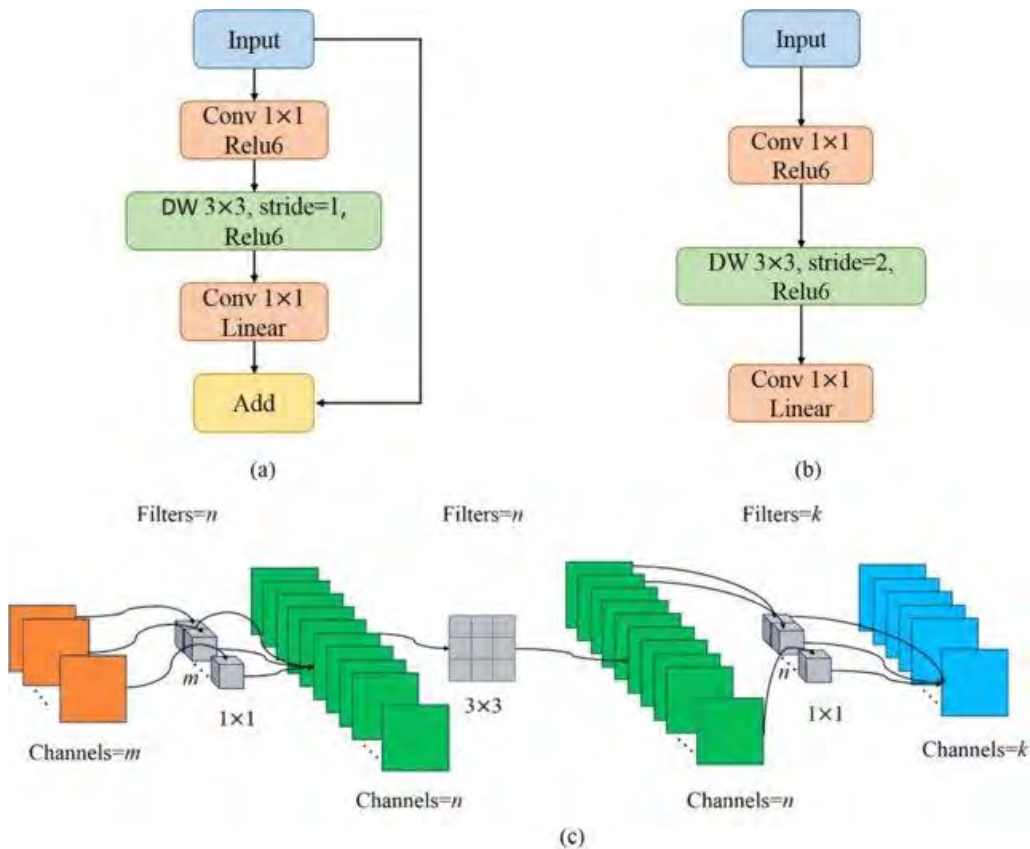 Input
Conv 1×1
Relu6
DW 3×3, stride=1,
Relu6
Conv 1×1
Linear
Add
(a)
Input
Conv 1×1
Relu6
DW 3×3, stride=2,
Relu6
Conv 1×1
Linear
(b)
Filters=n
Filters=n
Filters=k
m
1×1
3×3
n
1×1
Channels=m
Channels=n
Channels=n
Channels=k
(c)